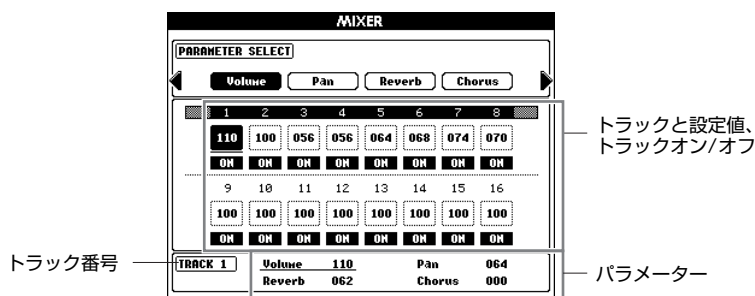 MIXER
PARAMETER SELECT
Volume Pan Reverb Chorus
1 2 3 4 5 6 7 8
110 100 056 056 064 068 074 070
ON ON ON ON ON ON ON ON
トラックと設定値、
トラックオン/オフ
9 10 11 12 13 14 15 16
100 100 100 100 100 100 100 100
ON ON ON ON ON ON ON ON
トラック番号
TRACK 1 Volume 110 Pan 064
Reverb 062 Chorus 000
パラメーター